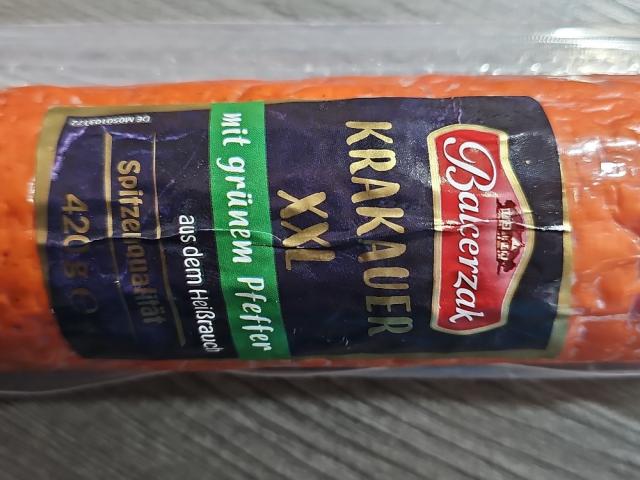 Balcerzak
KRAKAUER
XXL
mit grünem Pfeffer
aus dem Heißrauch
Spitzenqualität
420 g ℮